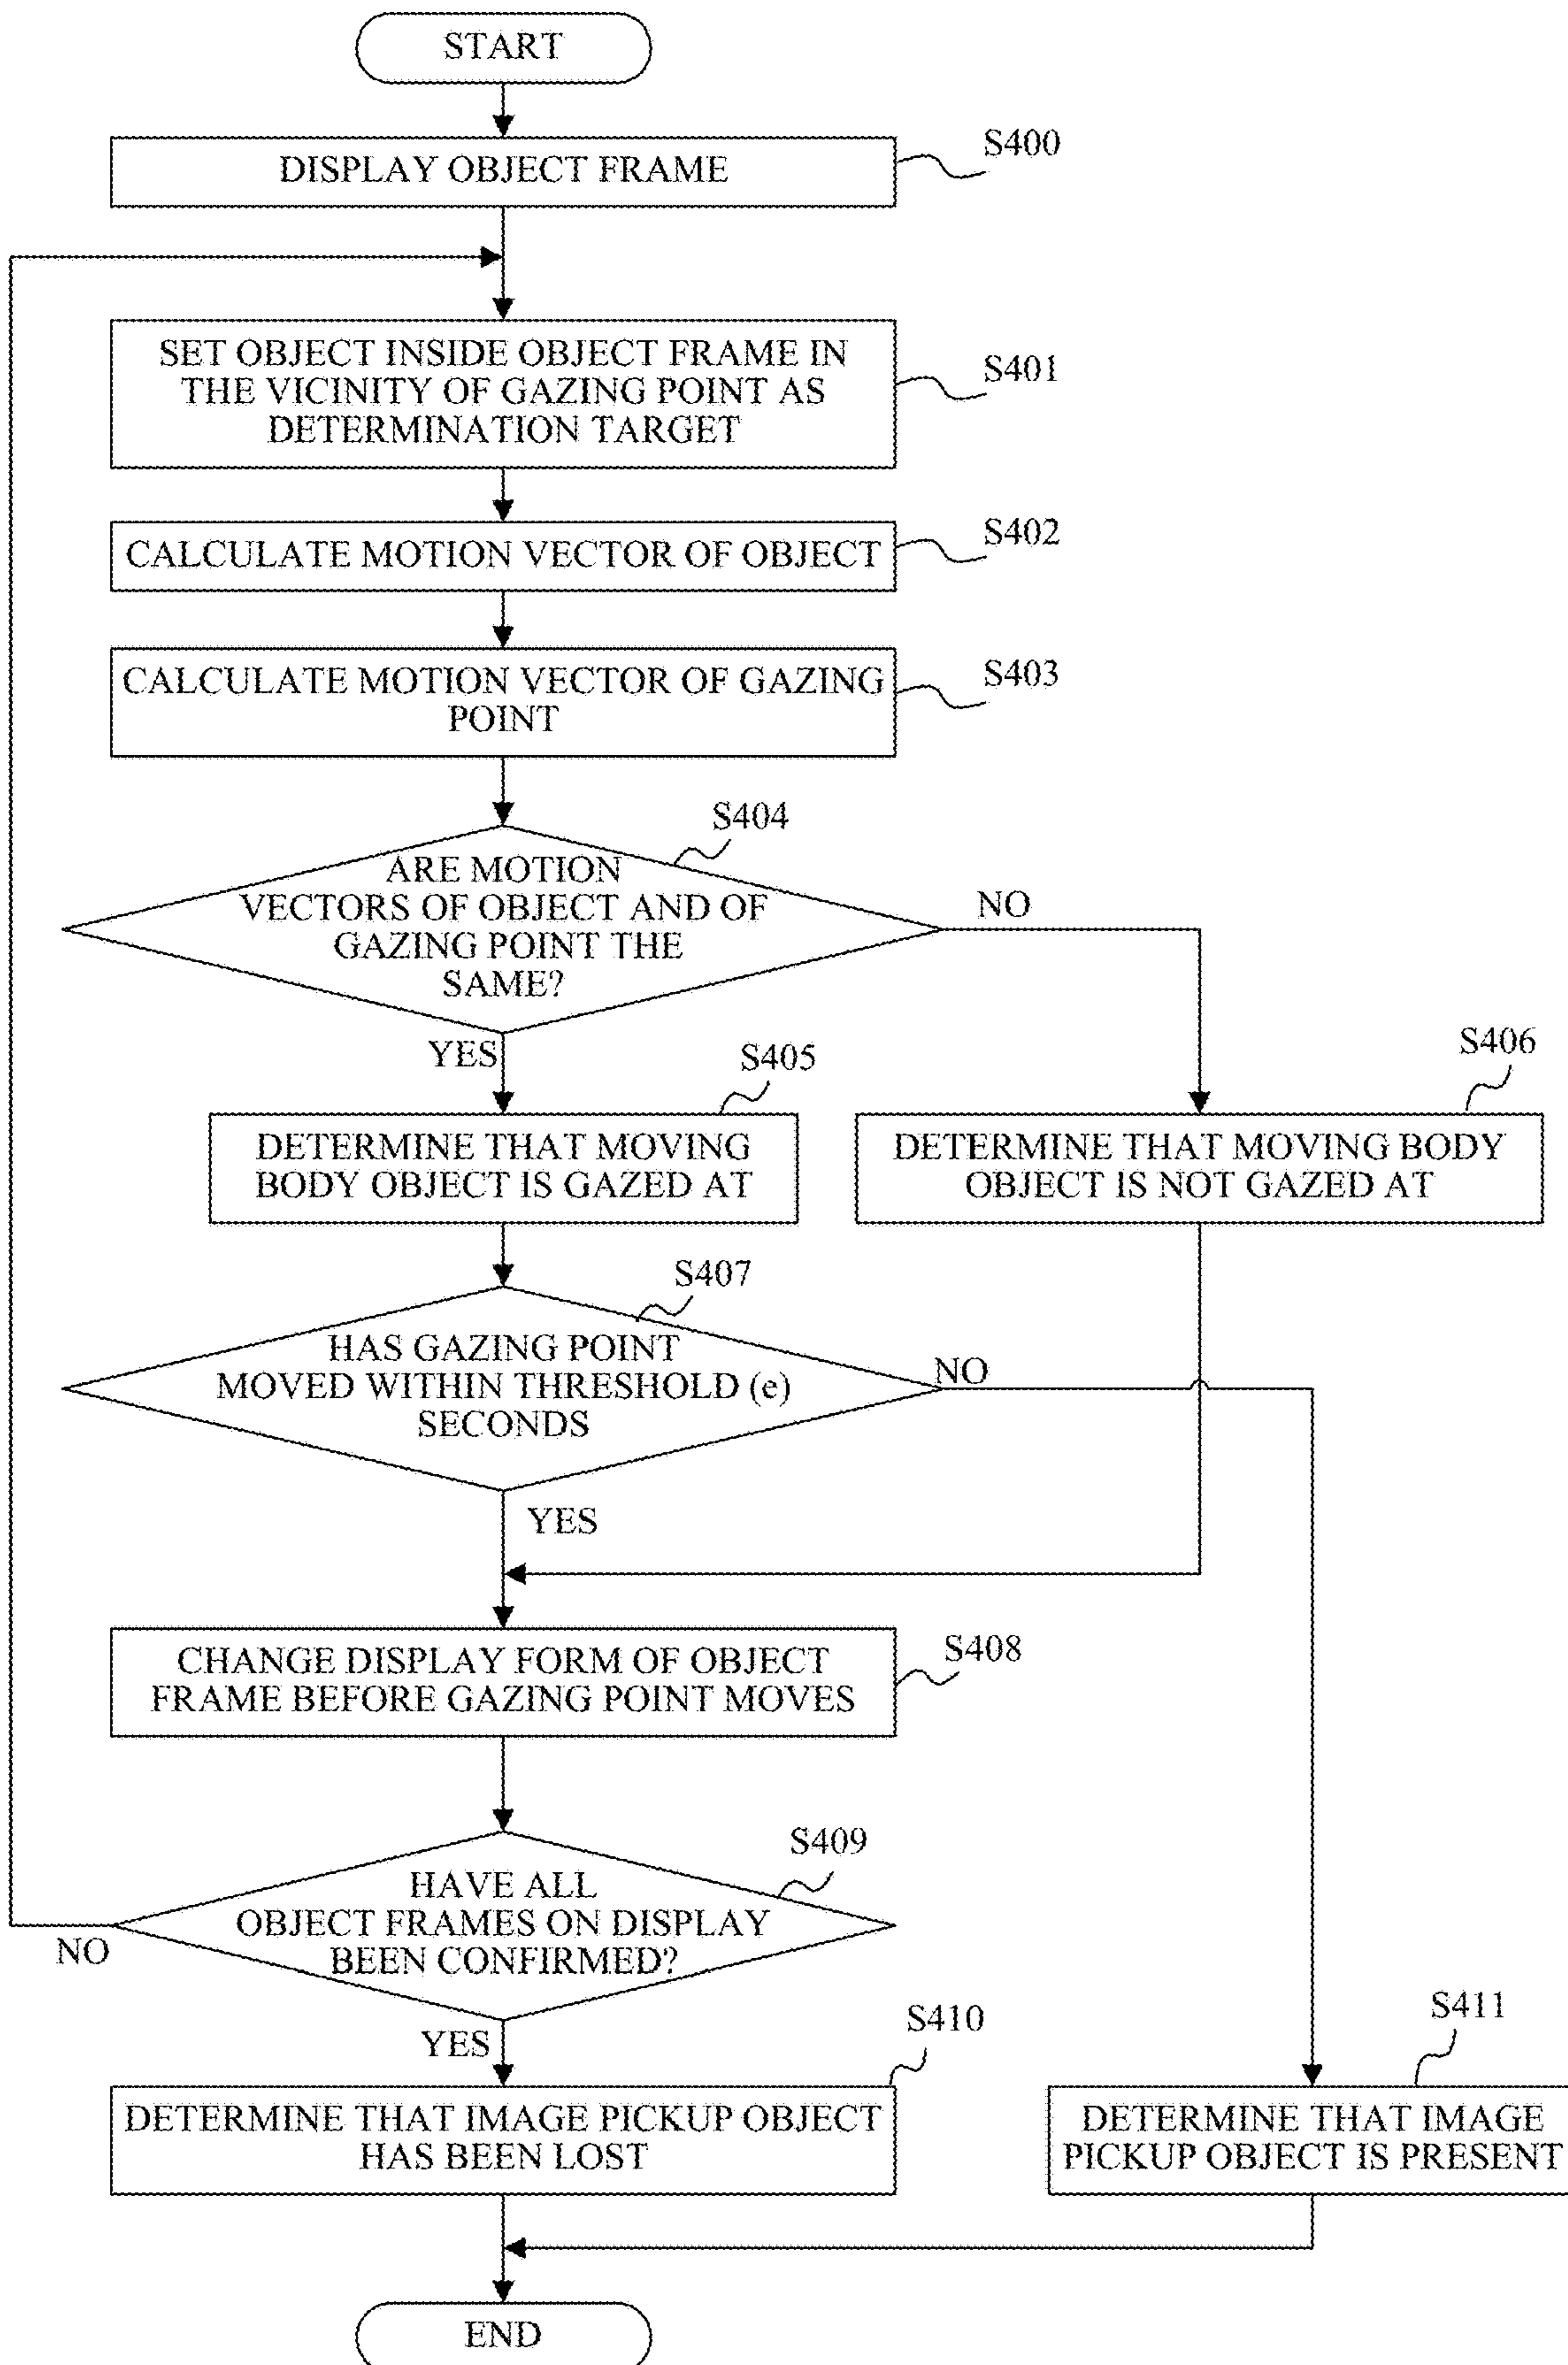 START
DISPLAY OBJECT FRAME
S400
SET OBJECT INSIDE OBJECT FRAME IN
THE VICINITY OF GAZING POINT AS
DETERMINATION TARGET
S401
CALCULATE MOTION VECTOR OF OBJECT
S402
CALCULATE MOTION VECTOR OF GAZING
POINT
S403
S404
ARE MOTION
VECTORS OF OBJECT AND OF
GAZING POINT THE
SAME?
NO
YES
S405
S406
DETERMINE THAT MOVING
BODY OBJECT IS GAZED AT
DETERMINE THAT MOVING BODY
OBJECT IS NOT GAZED AT
S407
HAS GAZING POINT
MOVED WITHIN THRESHOLD (e)
SECONDS
NO
YES
CHANGE DISPLAY FORM OF OBJECT
FRAME BEFORE GAZING POINT MOVES
S408
S409
HAVE ALL
OBJECT FRAMES ON DISPLAY
BEEN CONFIRMED?
NO
YES
S410
S411
DETERMINE THAT IMAGE PICKUP OBJECT
HAS BEEN LOST
DETERMINE THAT IMAGE
PICKUP OBJECT IS PRESENT
END